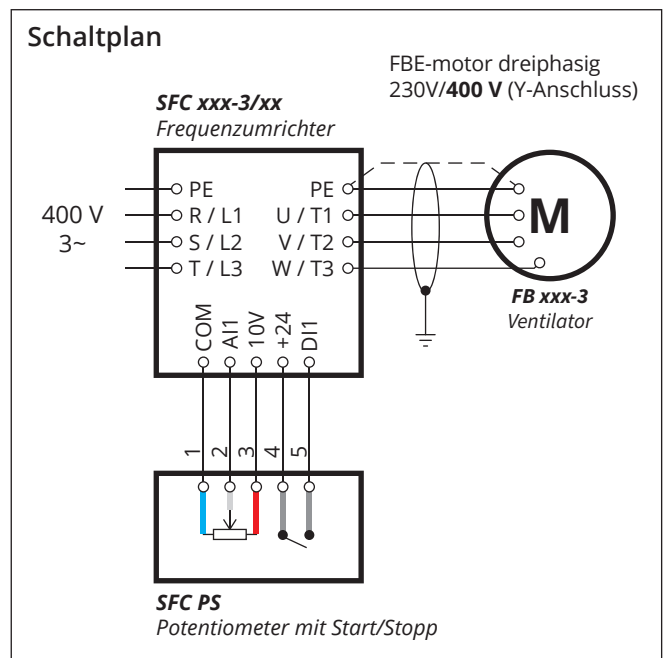 Schaltplan
FBE-motor dreiphasig
230V/400 V (Y-Anschluss)
SFC xxx-3/xx
Frequenzumrichter
400 V
3~
PE
R / L1
S / L2
T / L3
PE
U / T1
V / T2
W / T3
M
FB xxx-3
Ventilator
COM
AI1
10V
+24
DI1
1
2
3
4
5
SFC PS
Potentiometer mit Start/Stopp